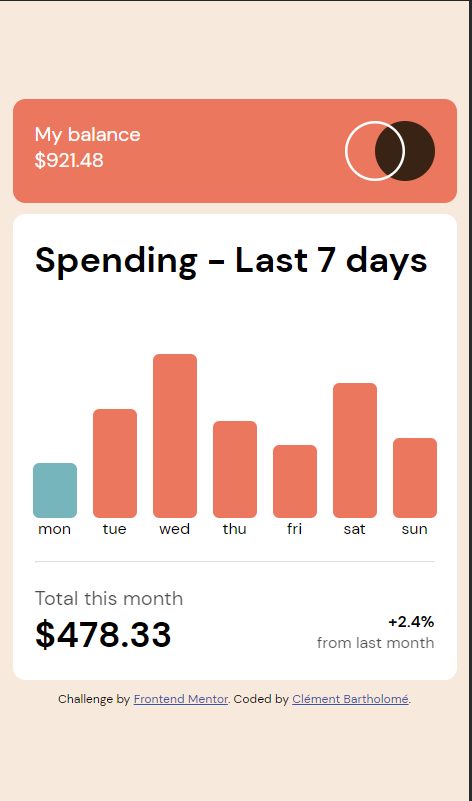 My balance
$921.48
Spending - Last 7 days
mon tue wed thu fri sat sun
Total this month
$478.33
+2.4%
from last month
Challenge by Frontend Mentor. Coded by Clément Bartholomé.